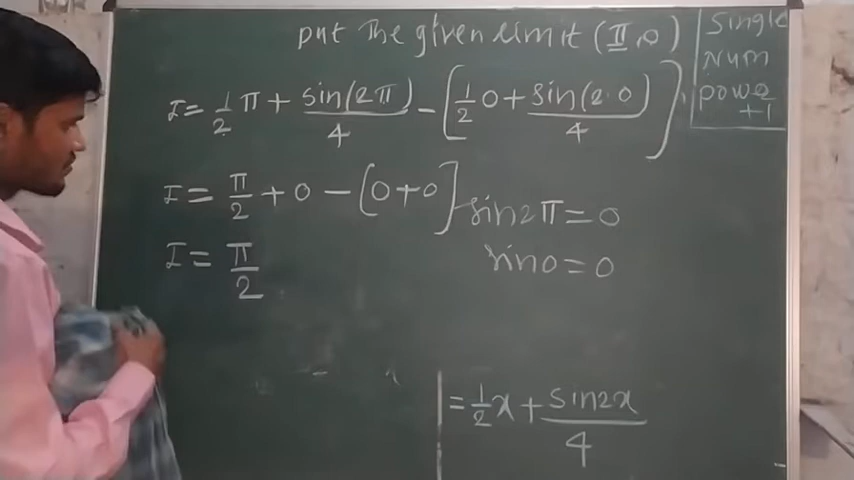 put The given limit (π,0)
Single
Num
powe
+1
I = 1/2 π + sin(2π)/4 - [1/2 0 + sin(2·0)/4]
I = π/2 + 0 - [0+0]
sin2π = 0
I = π/2
sin0 = 0
= 1/2 x + sin2x/4